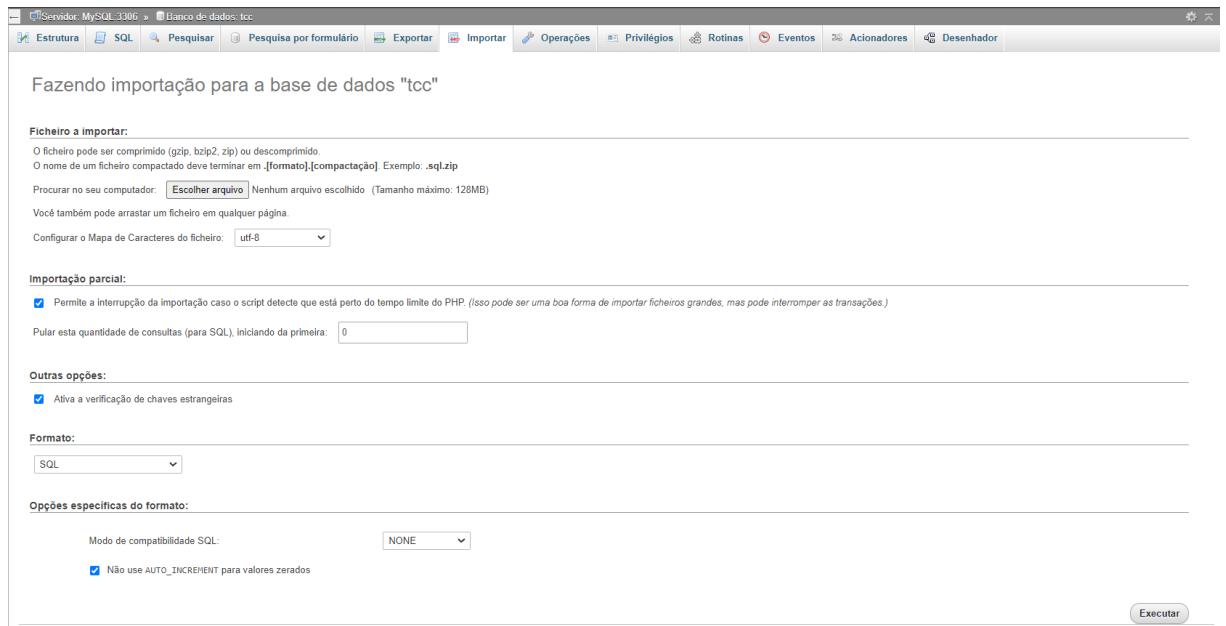 Servidor: MySQL:3306 » Banco de dados: tcc
Estrutura SQL Pesquisar Pesquisa por formulário Exportar Importar Operações Privilégios Rotinas Eventos Acionadores Desenhador
Fazendo importação para a base de dados "tcc"
Ficheiro a importar:
O ficheiro pode ser comprimido (gzip, bzip2, zip) ou descomprimido.
O nome de um ficheiro compactado deve terminar em .[formato].[compactação]. Exemplo: .sql.zip
Procurar no seu computador: Escolher arquivo Nenhum arquivo escolhido (Tamanho máximo: 128MB)
Você também pode arrastar um ficheiro em qualquer página.
Configurar o Mapa de Caracteres do ficheiro: utf-8
Importação parcial:
Permite a interrupção da importação caso o script detecte que está perto do tempo limite do PHP. (Isso pode ser uma boa forma de importar ficheiros grandes, mas pode interromper as transações.)
Pular esta quantidade de consultas (para SQL), iniciando da primeira: 0
Outras opções:
Ativa a verificação de chaves estrangeiras
Formato:
SQL
Opções específicas do formato:
Modo de compatibilidade SQL: NONE
Não use AUTO_INCREMENT para valores zerados
Executar